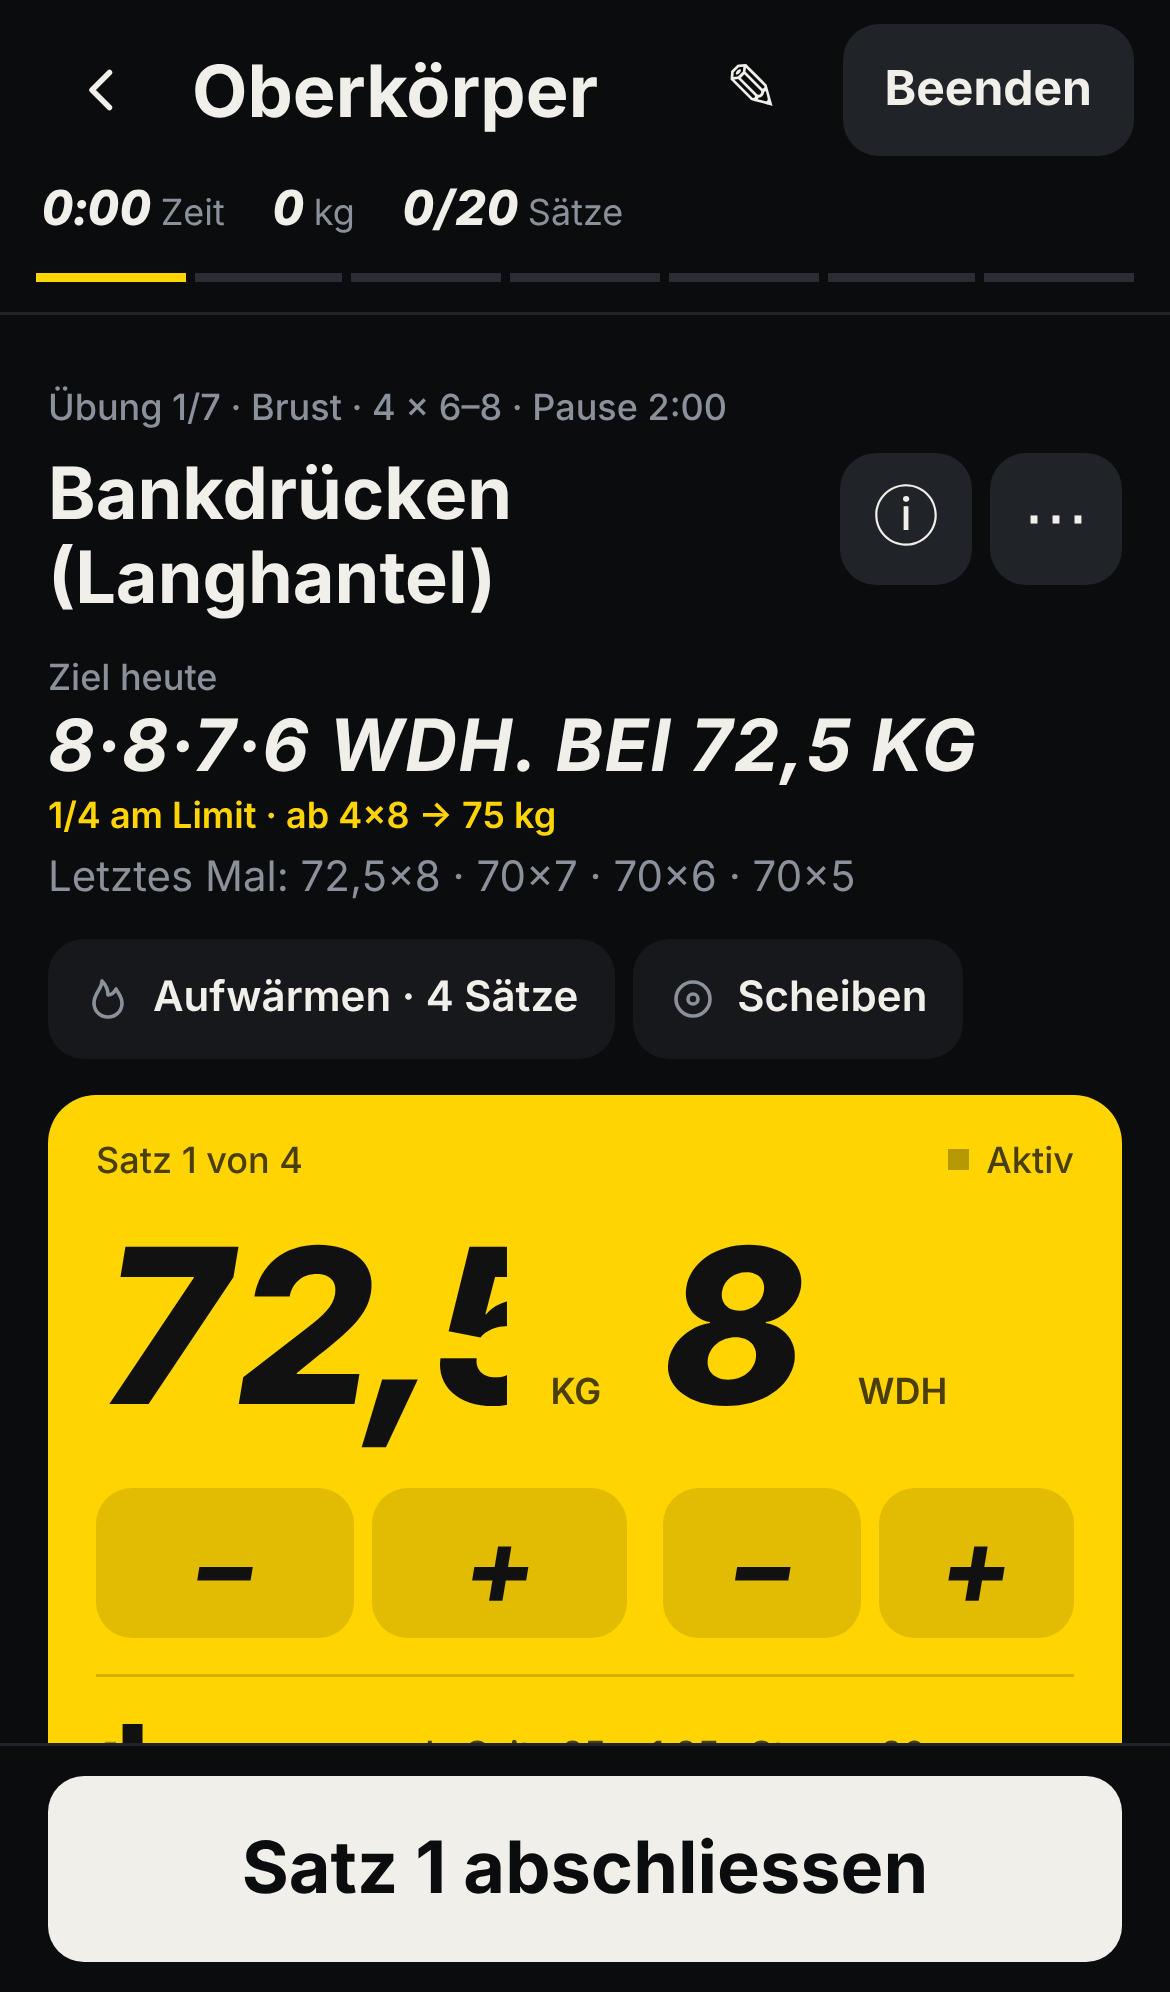 Oberkörper
Beenden
0:00 Zeit 0 kg 0/20 Sätze
Übung 1/7 · Brust · 4 × 6–8 · Pause 2:00
Bankdrücken
(Langhantel)
Ziel heute
8·8·7·6 WDH. BEI 72,5 KG
1/4 am Limit · ab 4×8 → 75 kg
Letztes Mal: 72,5×8 · 70×7 · 70×6 · 70×5
Aufwärmen · 4 Sätze
Scheiben
Satz 1 von 4
Aktiv
72,5 KG 8 WDH
– + – +
Satz 1 abschliessen